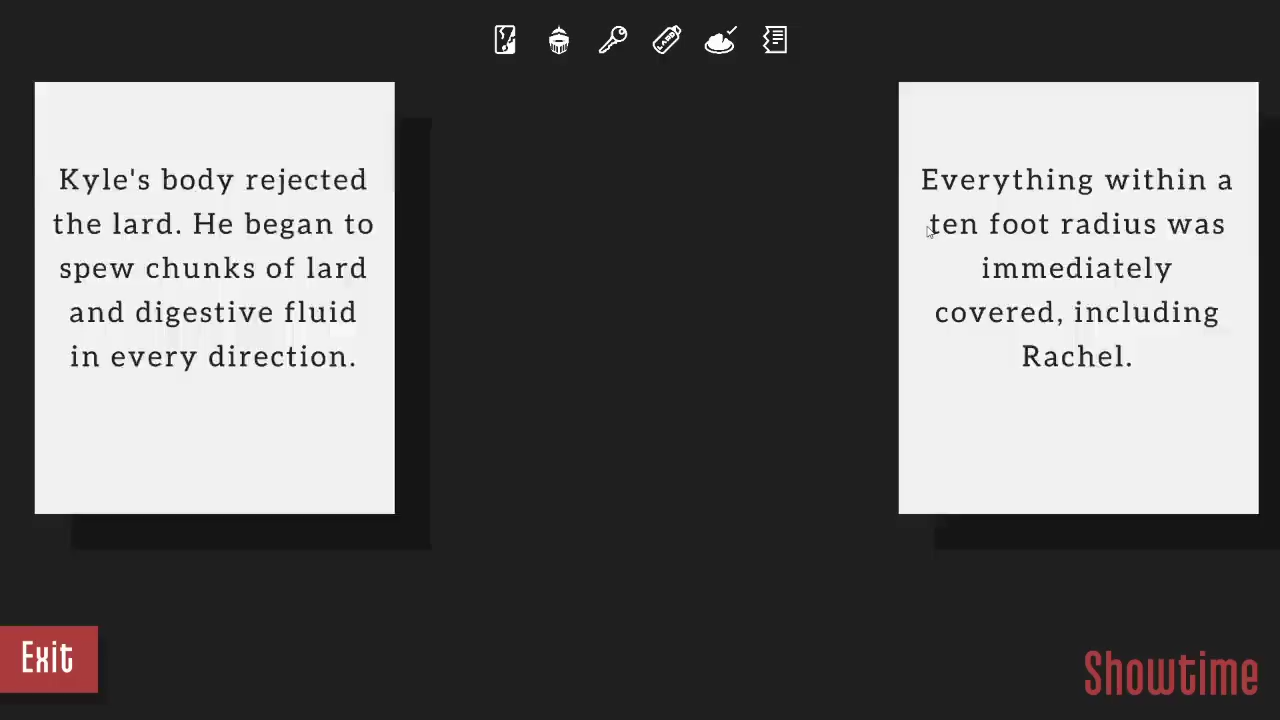 Kyle's body rejected
the lard. He began to
spew chunks of lard
and digestive fluid
in every direction.
Everything within a
ten foot radius was
immediately
covered, including
Rachel.
Exit
Showtime